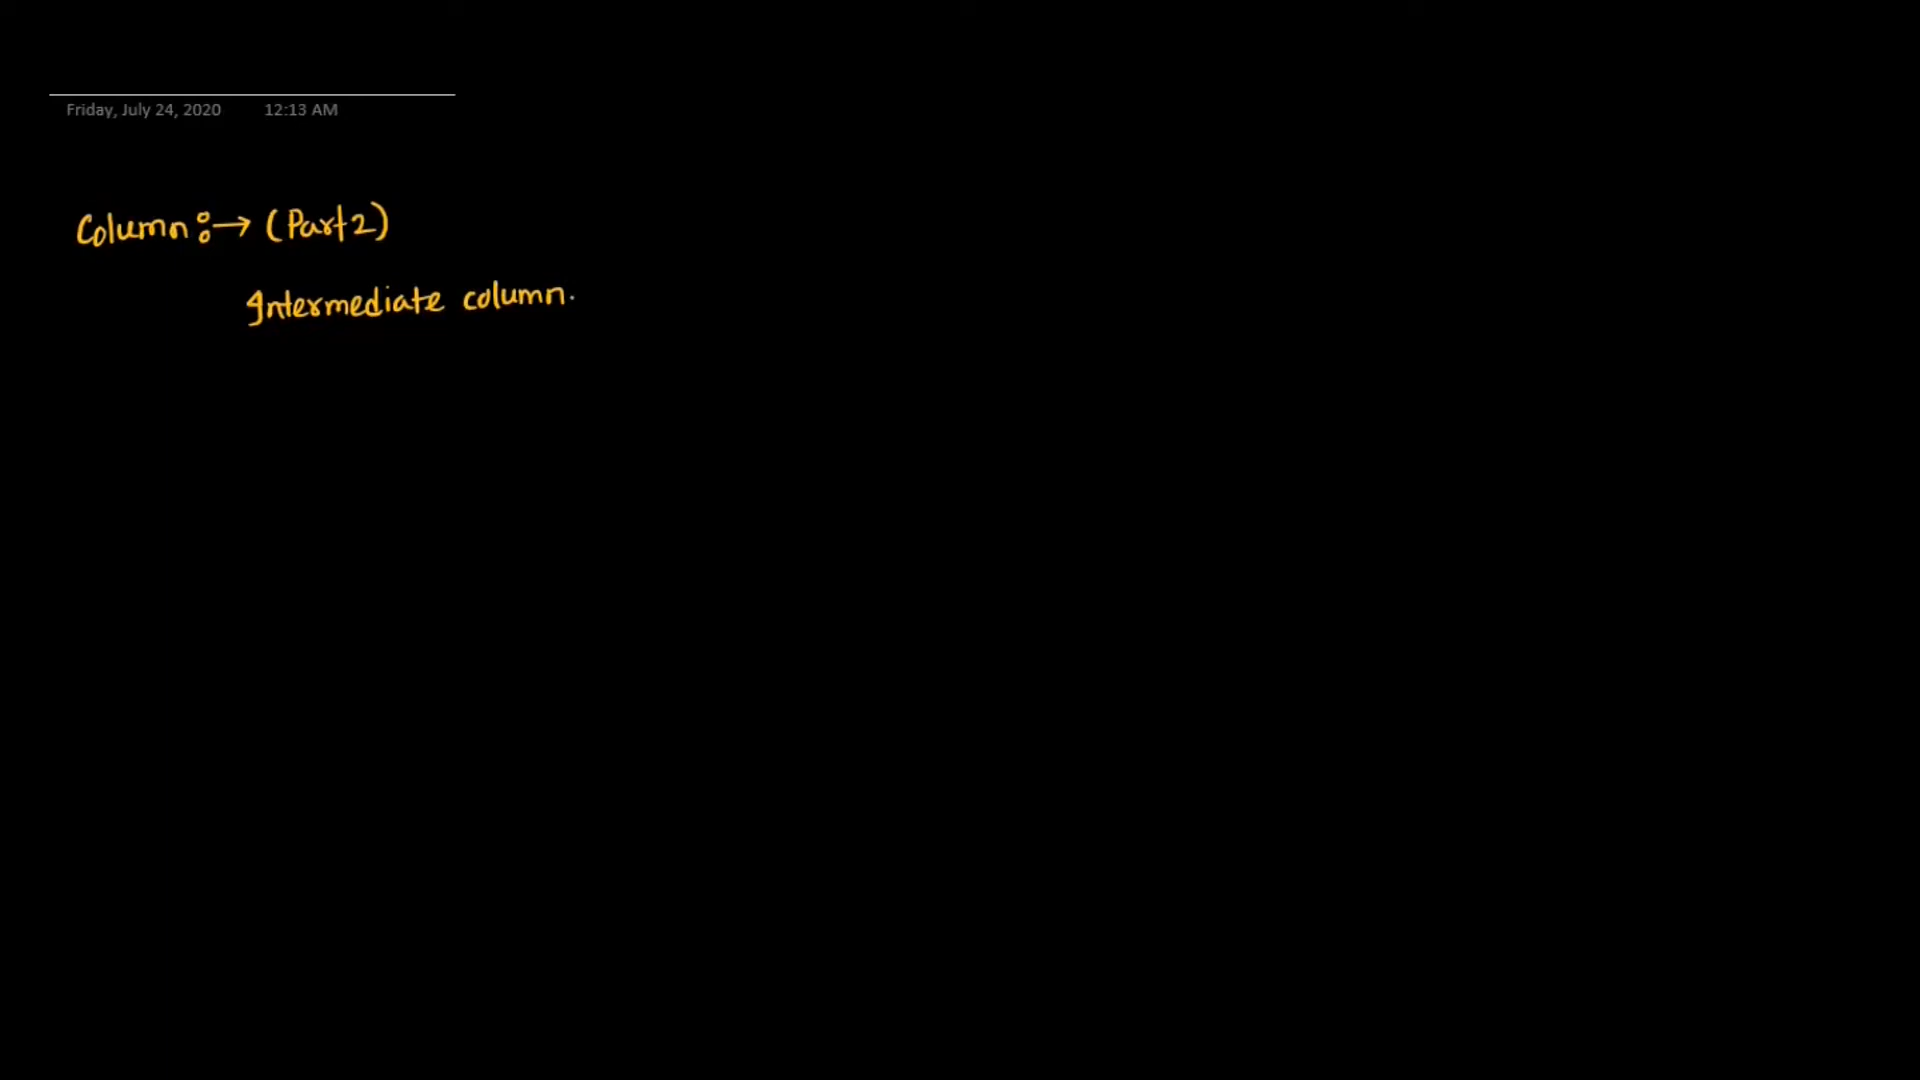 Friday, July 24, 2020 12:13 AM
Column:→ (Part 2)
Intermediate column.